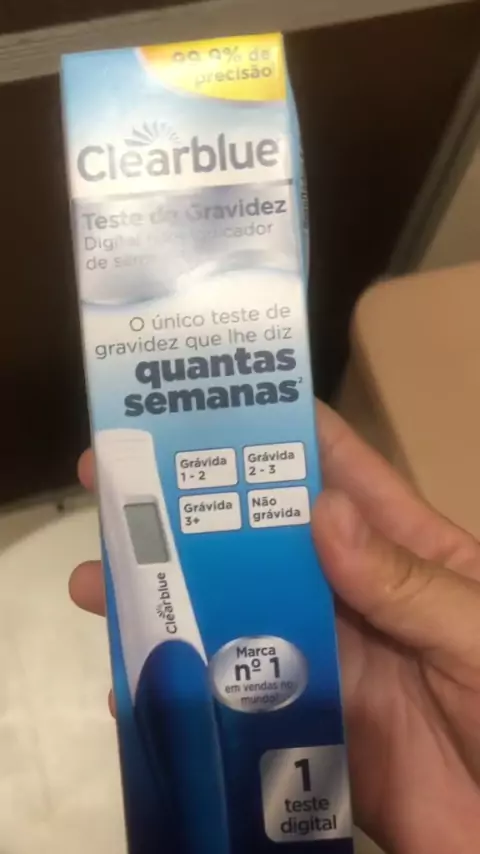 99.9% de
precisão
Clearblue
Teste de Gravidez
Digital
de
O único teste de
gravidez que lhe diz
quantas
semanas²
Grávida
1 - 2
Grávida
2 - 3
Grávida
3+
Não
grávida
Clearblue
Marca
nº 1
em vendas no
mundo
1
teste
digital